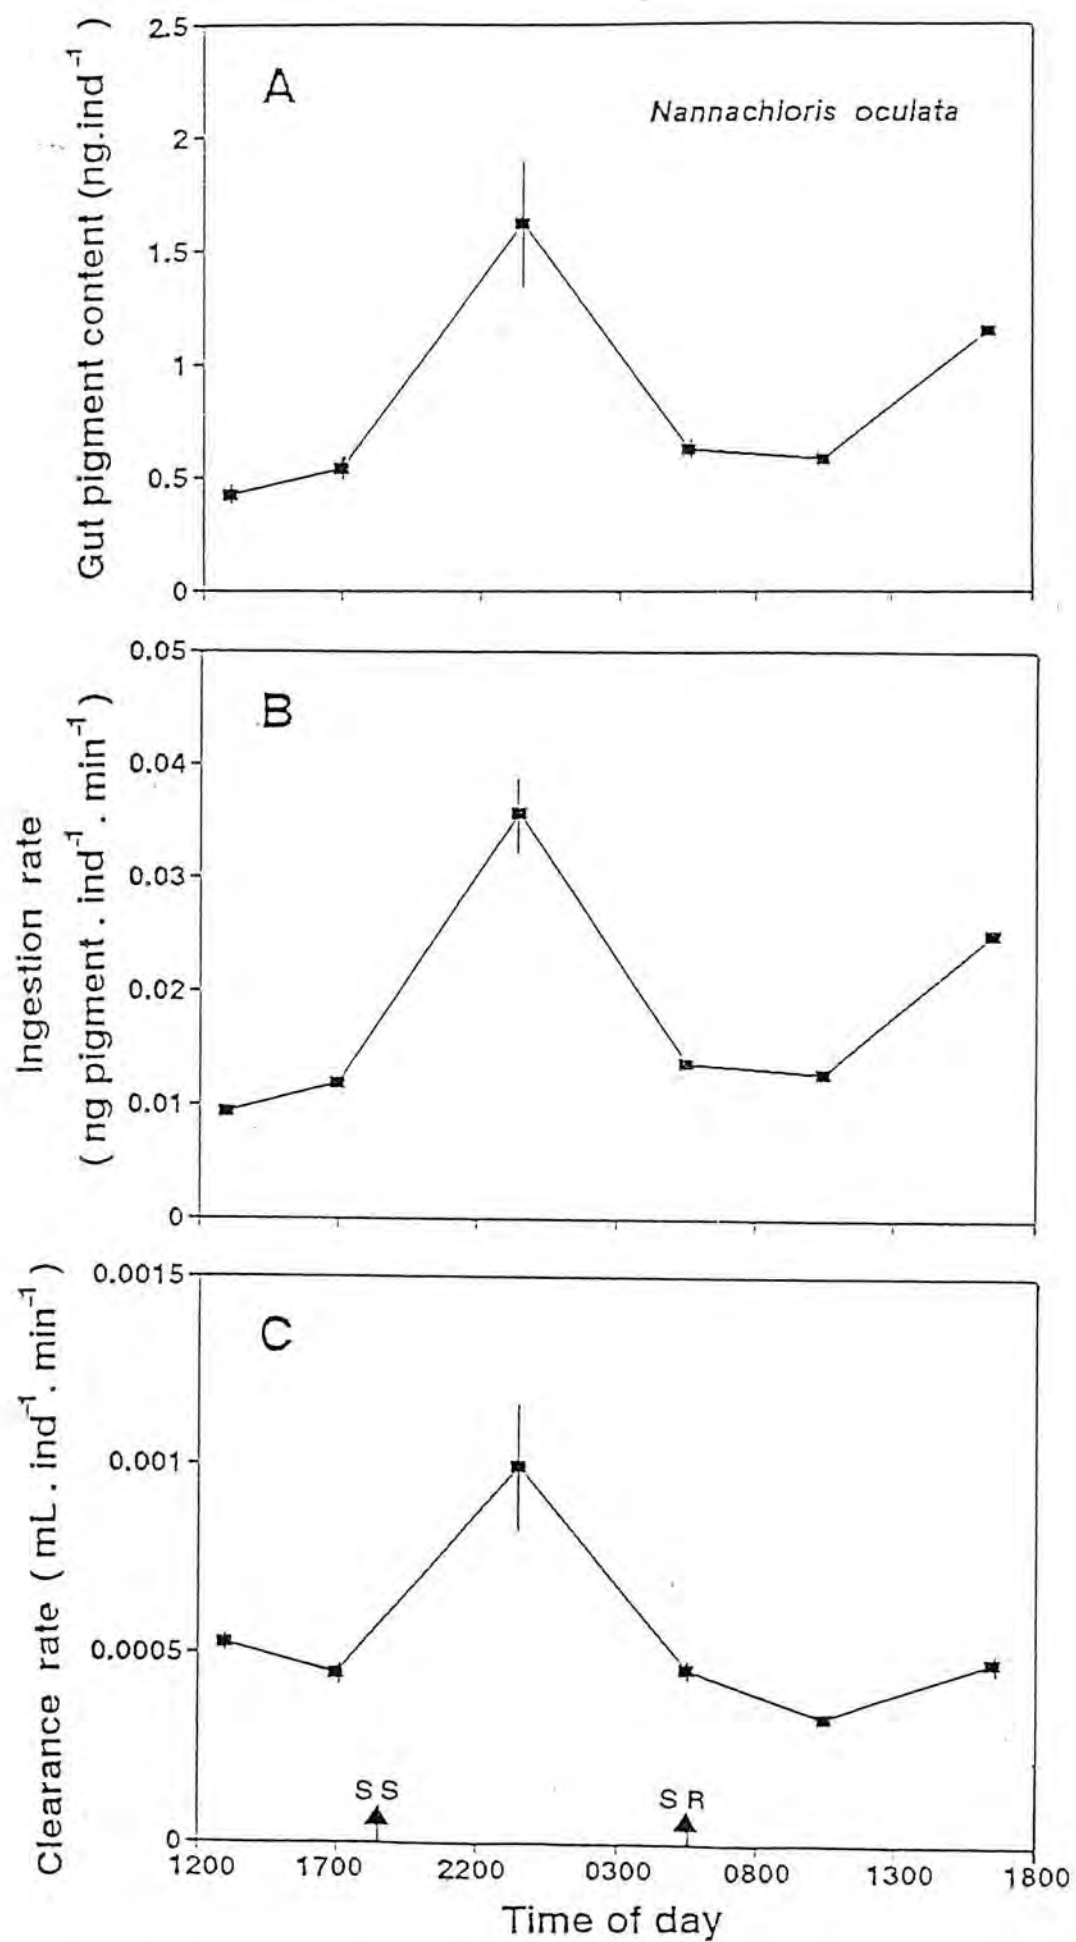 A
Nannachloris oculata
Gut pigment content (ng.ind⁻¹)
2.5
2
1.5
1
0.5
0
B
Ingestion rate
(ng pigment . ind⁻¹ . min⁻¹)
0.05
0.04
0.03
0.02
0.01
0
C
Clearance rate (mL . ind⁻¹ . min⁻¹)
0.0015
0.001
0.0005
0
SS
SR
1200 1700 2200 0300 0800 1300 1800
Time of day